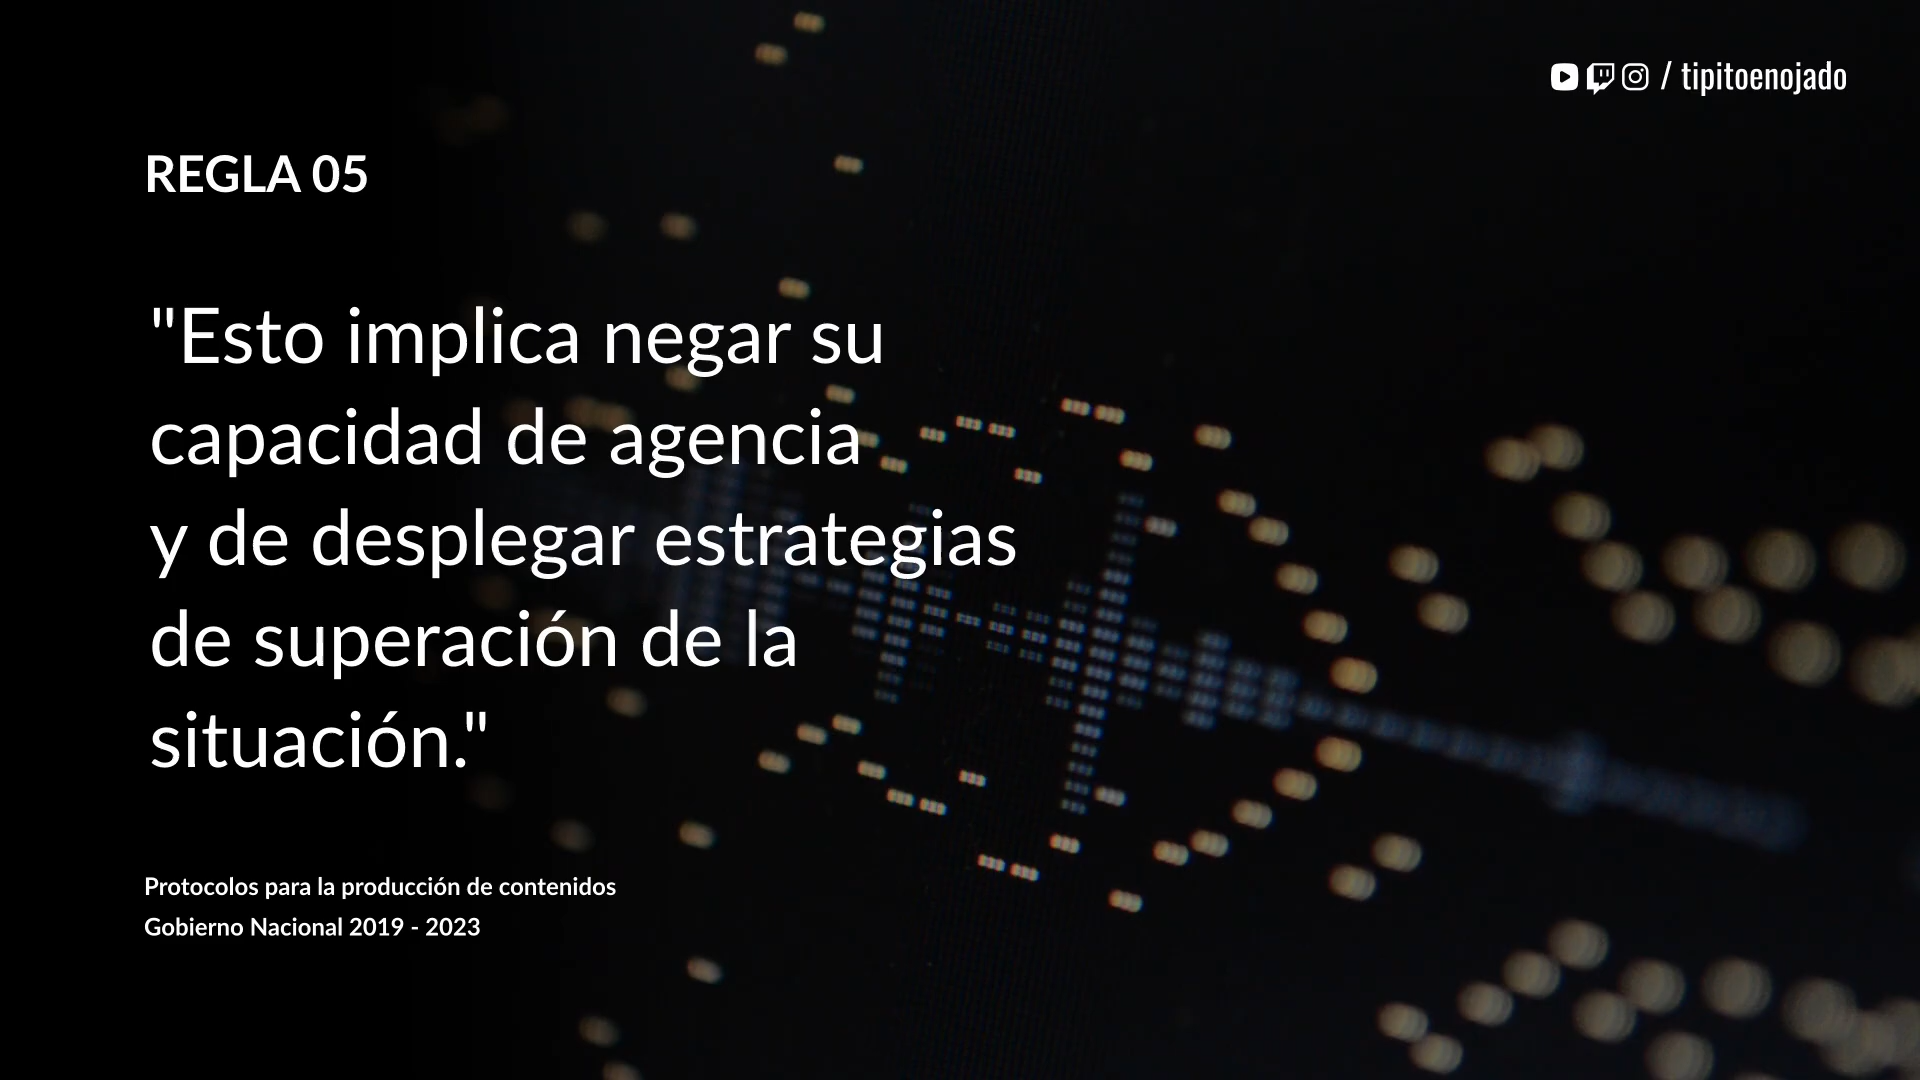 / tipitoenojado
REGLA 05
"Esto implica negar su
capacidad de agencia
y de desplegar estrategias
de superación de la
situación."
Protocolos para la producción de contenidos
Gobierno Nacional 2019 - 2023